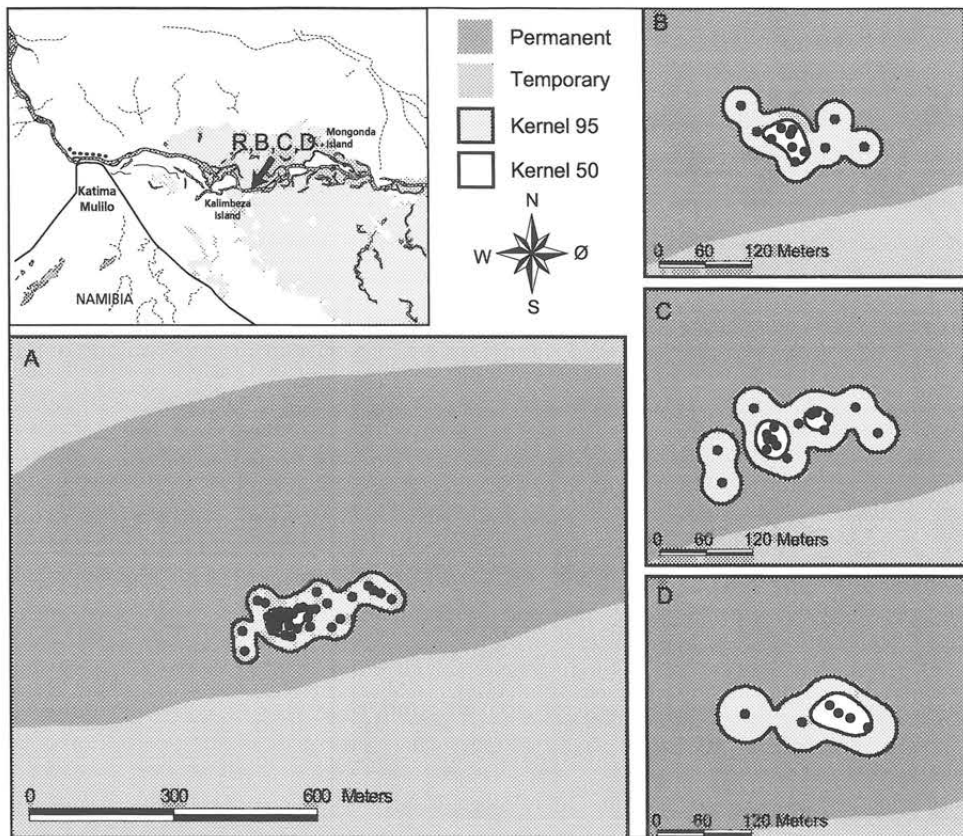 R,B,C,D
Mongonda
Island
Katima
Mulilo
Kalimbeza
Island
NAMIBIA
Permanent
Temporary
Kernel 95
Kernel 50
N
W Ø
S
A
0 300 600 Meters
B
0 60 120 Meters
C
0 60 120 Meters
D
0 60 120 Meters